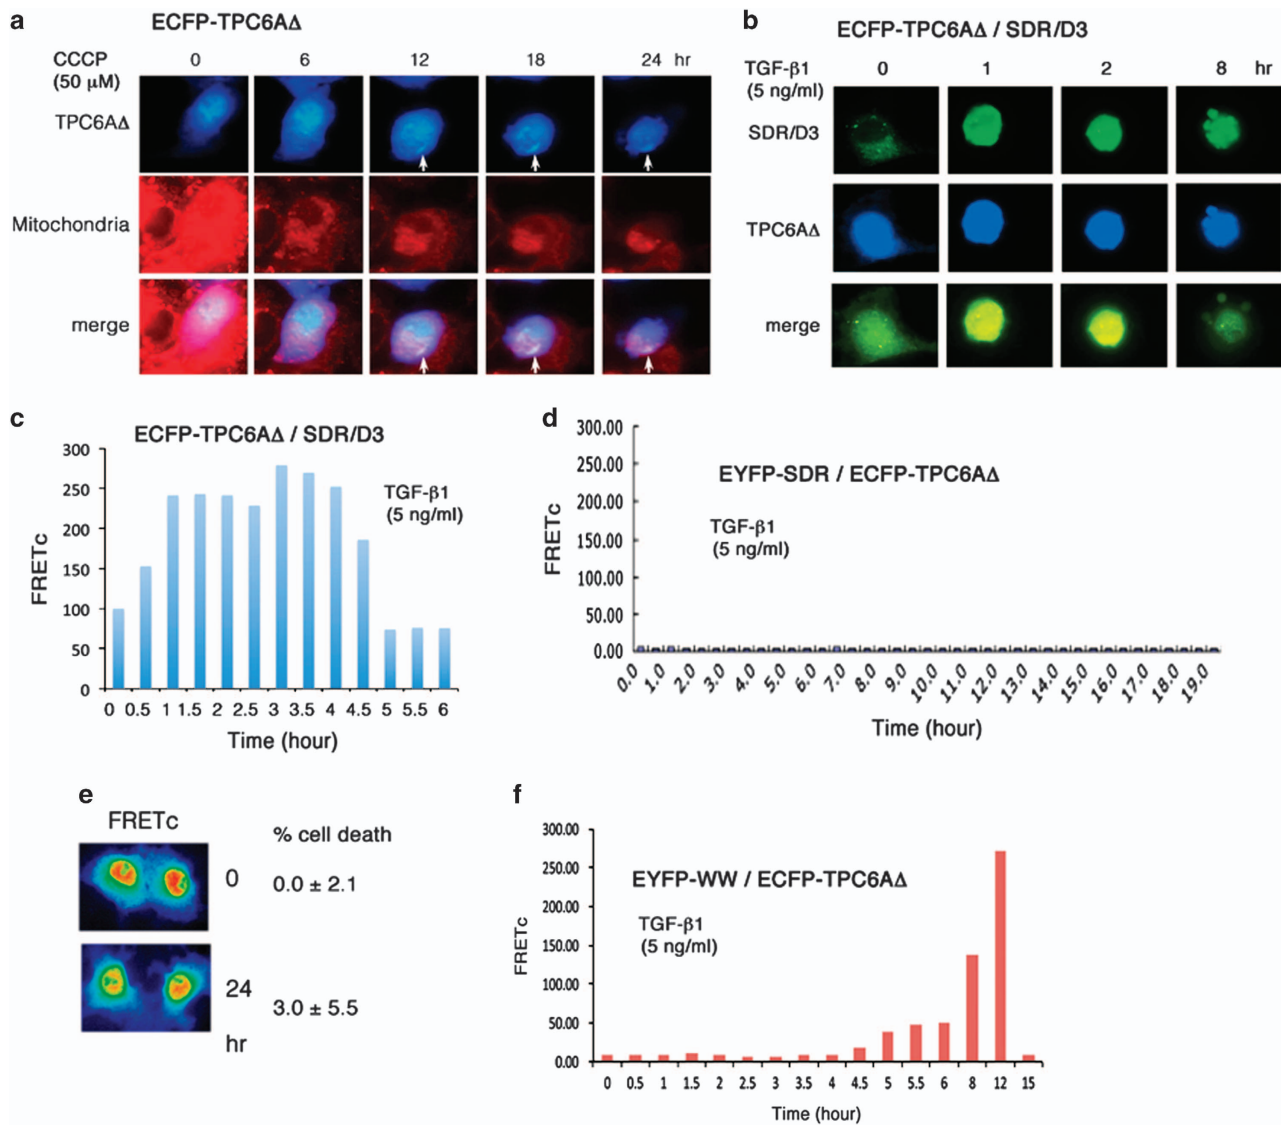 a
ECFP-TPC6AΔ
CCCP
(50 µM)
0 6 12 18 24 hr
TPC6AΔ
Mitochondria
merge
b
ECFP-TPC6AΔ / SDR/D3
TGF-β1
(5 ng/ml)
0 1 2 8 hr
SDR/D3
TPC6AΔ
merge
c
ECFP-TPC6AΔ / SDR/D3
TGF-β1
(5 ng/ml)
300
250
200
150
100
50
0
FRETc
0 0.5 1 1.5 2 2.5 3 3.5 4 4.5 5 5.5 6
Time (hour)
d
EYFP-SDR / ECFP-TPC6AΔ
TGF-β1
(5 ng/ml)
300.00
250.00
200.00
150.00
100.00
50.00
0.00
FRETc
0.0 1.0 2.0 3.0 4.0 5.0 6.0 7.0 8.0 9.0 10.0 11.0 12.0 13.0 14.0 15.0 16.0 17.0 18.0 19.0
Time (hour)
e
FRETc
% cell death
0
0.0 ± 2.1
24
3.0 ± 5.5
hr
f
EYFP-WW / ECFP-TPC6AΔ
TGF-β1
(5 ng/ml)
300.00
250.00
200.00
150.00
100.00
50.00
0.00
FRETc
0 0.5 1 1.5 2 2.5 3 3.5 4 4.5 5 5.5 6 8 12 15
Time (hour)